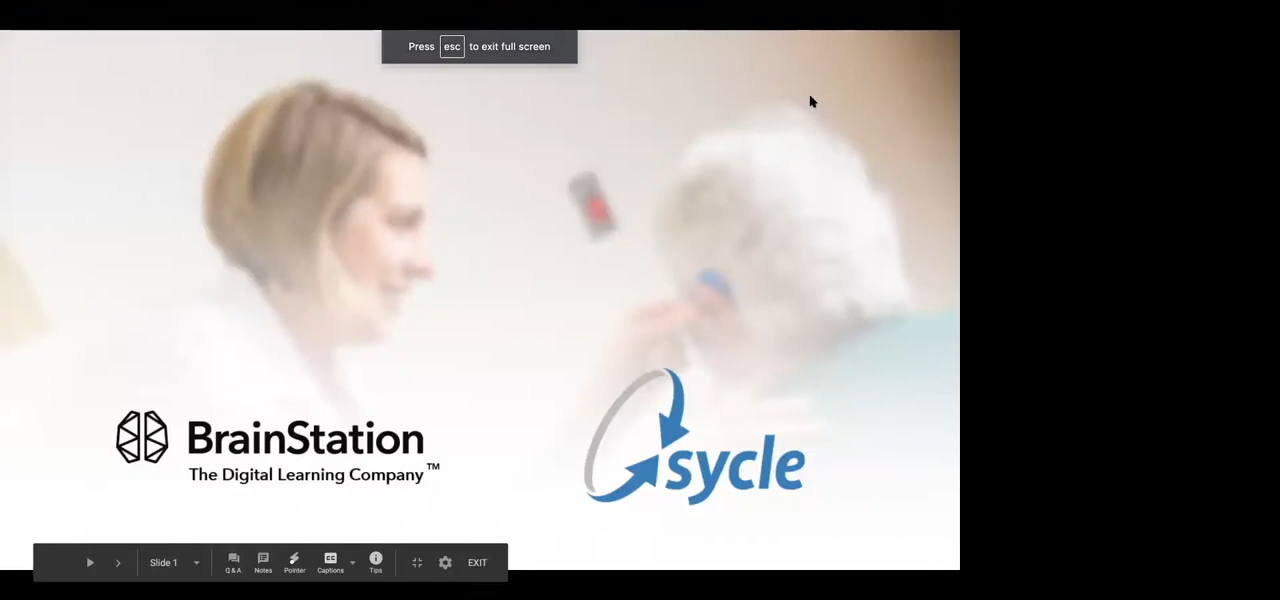 Press esc to exit full screen
BrainStation
The Digital Learning Company™
sycle
Slide 1
Q & A
Notes
Pointer
CC
Captions
Tips
EXIT